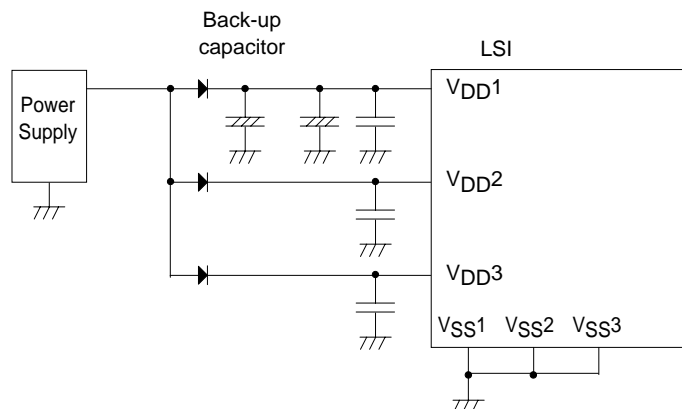 Back-up
capacitor
LSI
Power
Supply
VDD1
VDD2
VDD3
VSS1 VSS2 VSS3